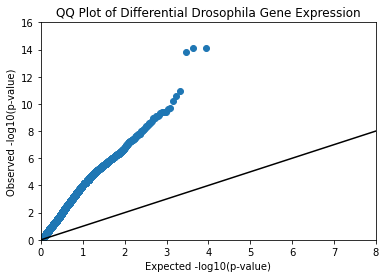 QQ Plot of Differential Drosophila Gene Expression
16
14
12
10
8
6
4
2
0
Observed -log10(p-value)
0 1 2 3 4 5 6 7 8
Expected -log10(p-value)